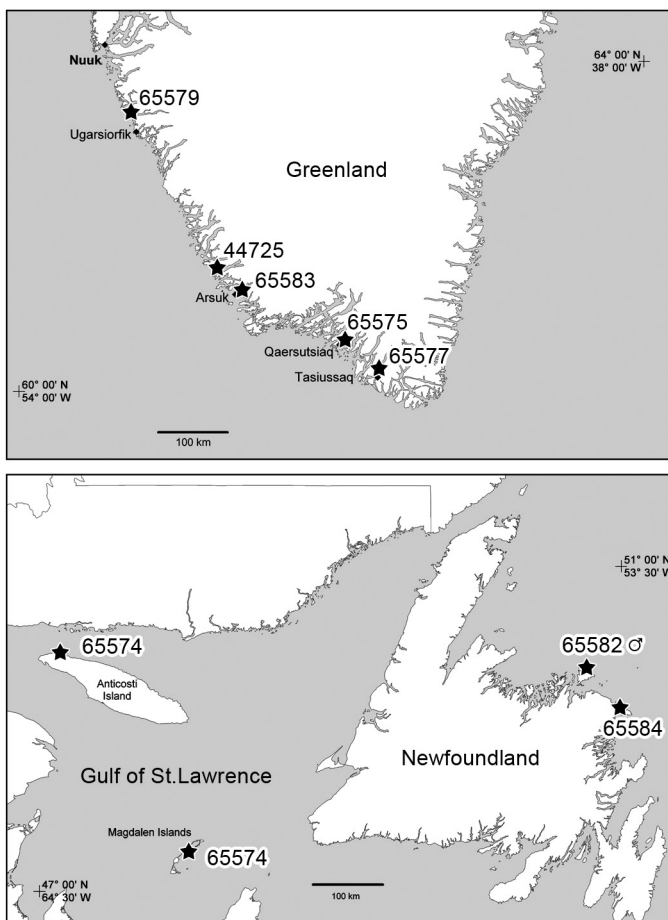 Nuuk
64° 00' N
38° 00' W
65579
Ugarsiorfik
Greenland
44725
65583
Arsuk
65575
Qaersutsiaq
65577
Tasiussaq
60° 00' N
54° 00' W
100 km
51° 00' N
53° 30' W
65574
65582 ♂
Anticosti
Island
65584
Newfoundland
Gulf of St.Lawrence
Magdalen Islands
65574
47° 00' N
64° 30' W
100 km